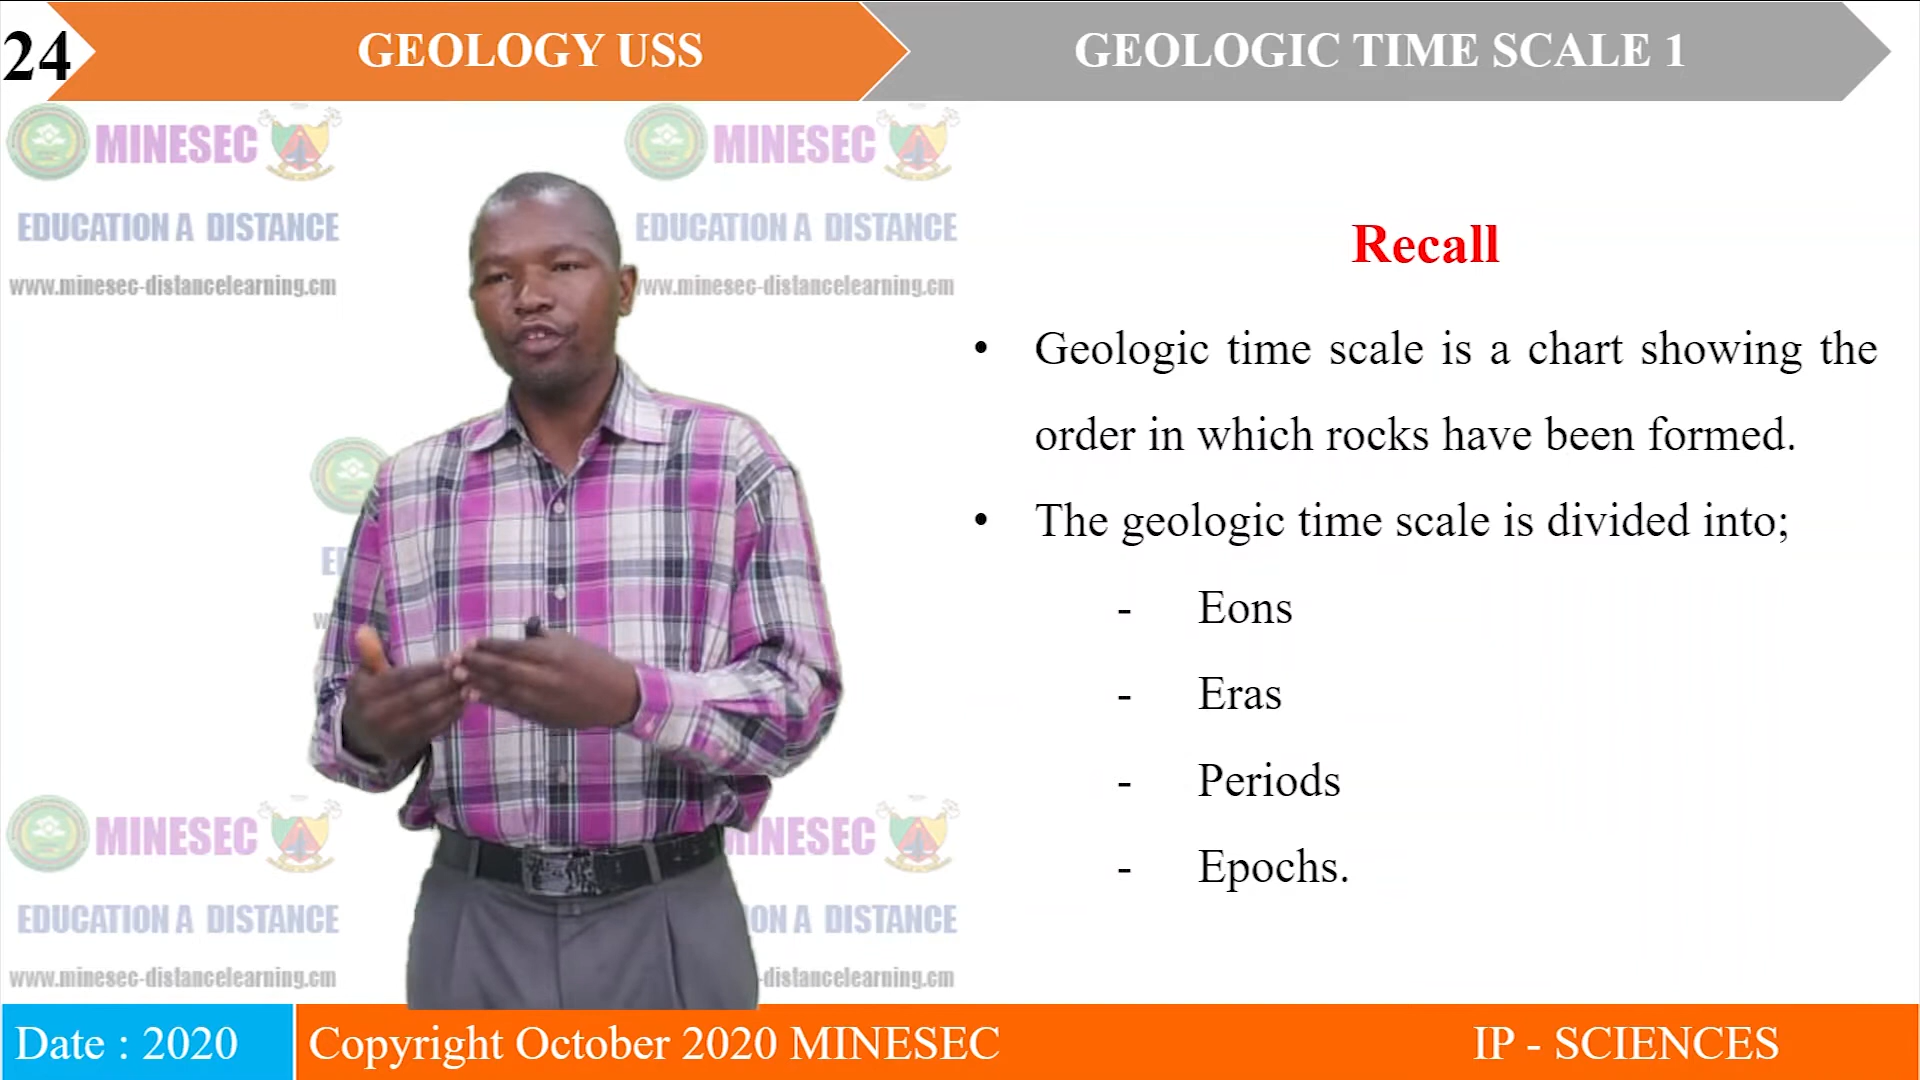 24
GEOLOGY USS
GEOLOGIC TIME SCALE 1
MINESEC
MINESEC
EDUCATION A DISTANCE
EDUCATION A DISTANCE
www.minesec-distancelearning.cm
www.minesec-distancelearning.cm
Recall
• Geologic time scale is a chart showing the
order in which rocks have been formed.
• The geologic time scale is divided into;
- Eons
- Eras
- Periods
- Epochs.
MINESEC
MINESEC
EDUCATION A DISTANCE
ON A DISTANCE
www.minesec-distancelearning.cm
-distancelearning.cm
Date : 2020
Copyright October 2020 MINESEC
IP - SCIENCES